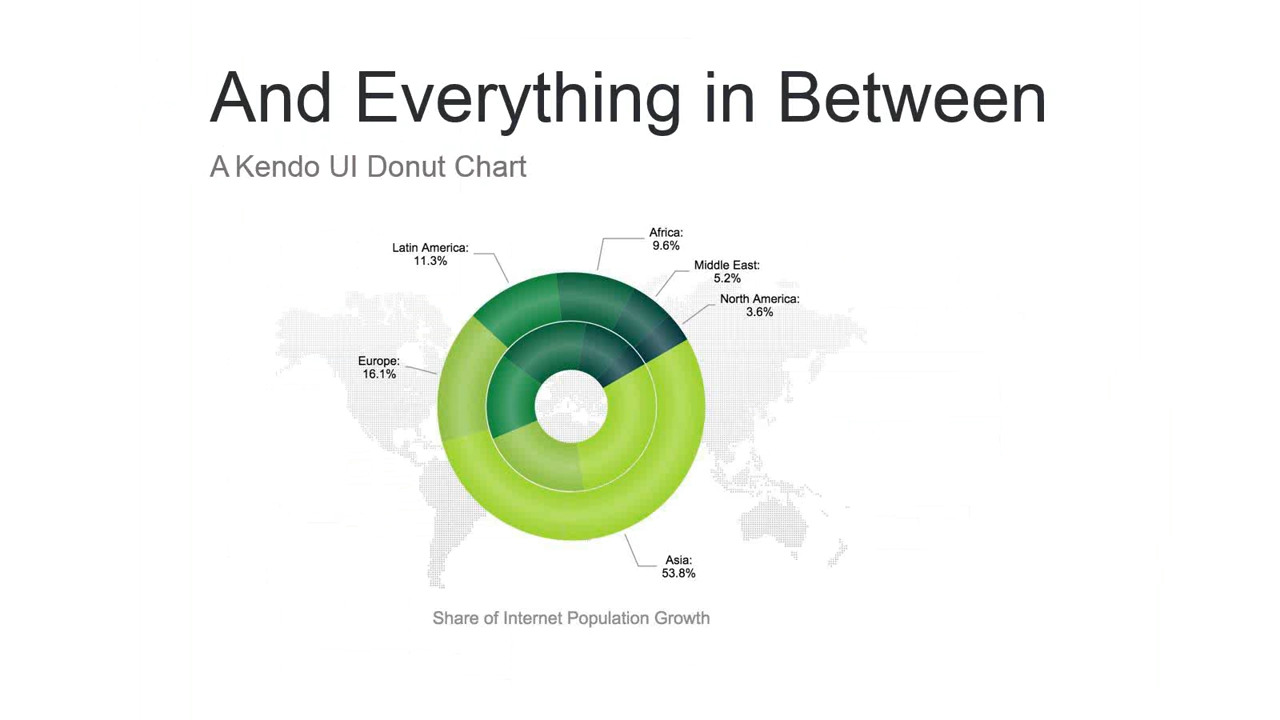 And Everything in Between
A Kendo UI Donut Chart
Africa:
9.6%
Latin America:
11.3%
Middle East:
5.2%
North America:
3.6%
Europe:
16.1%
Asia:
53.8%
Share of Internet Population Growth